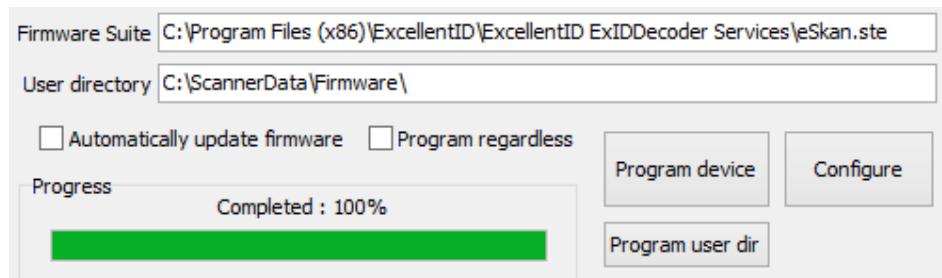 Firmware Suite C:\Program Files (x86)\ExcellentID\ExcellentID ExIDDecoder Services\eSkan.ste
User directory C:\ScannerData\Firmware\
Automatically update firmware Program regardless
Program device Configure
Progress
Completed : 100%
Program user dir